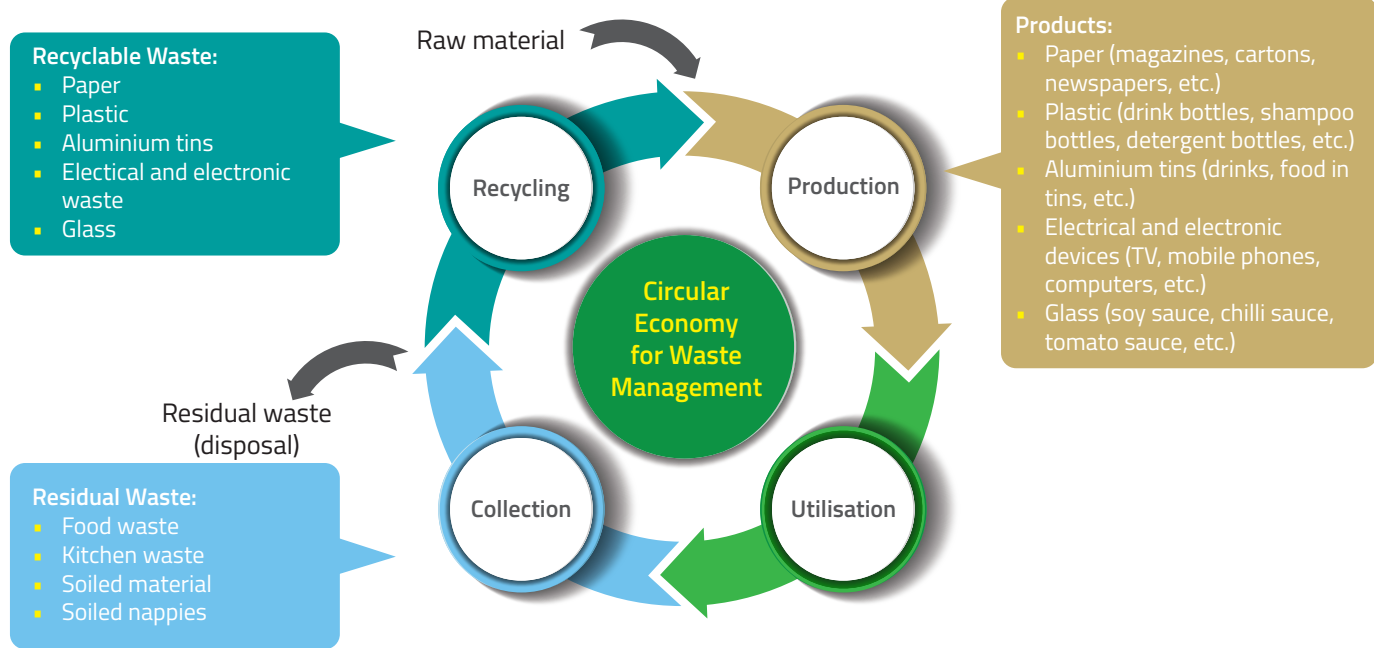 Raw material
Recyclable Waste:
Paper
Plastic
Aluminium tins
Electical and electronic
waste
Glass
Products:
Paper (magazines, cartons,
newspapers, etc.)
Plastic (drink bottles, shampoo
bottles, detergent bottles, etc.)
Aluminium tins (drinks, food in
tins, etc.)
Electrical and electronic
devices (TV, mobile phones,
computers, etc.)
Glass (soy sauce, chilli sauce,
tomato sauce, etc.)
Recycling
Production
Circular
Economy
for Waste
Management
Residual waste
(disposal)
Residual Waste:
Food waste
Kitchen waste
Soiled material
Soiled nappies
Collection
Utilisation